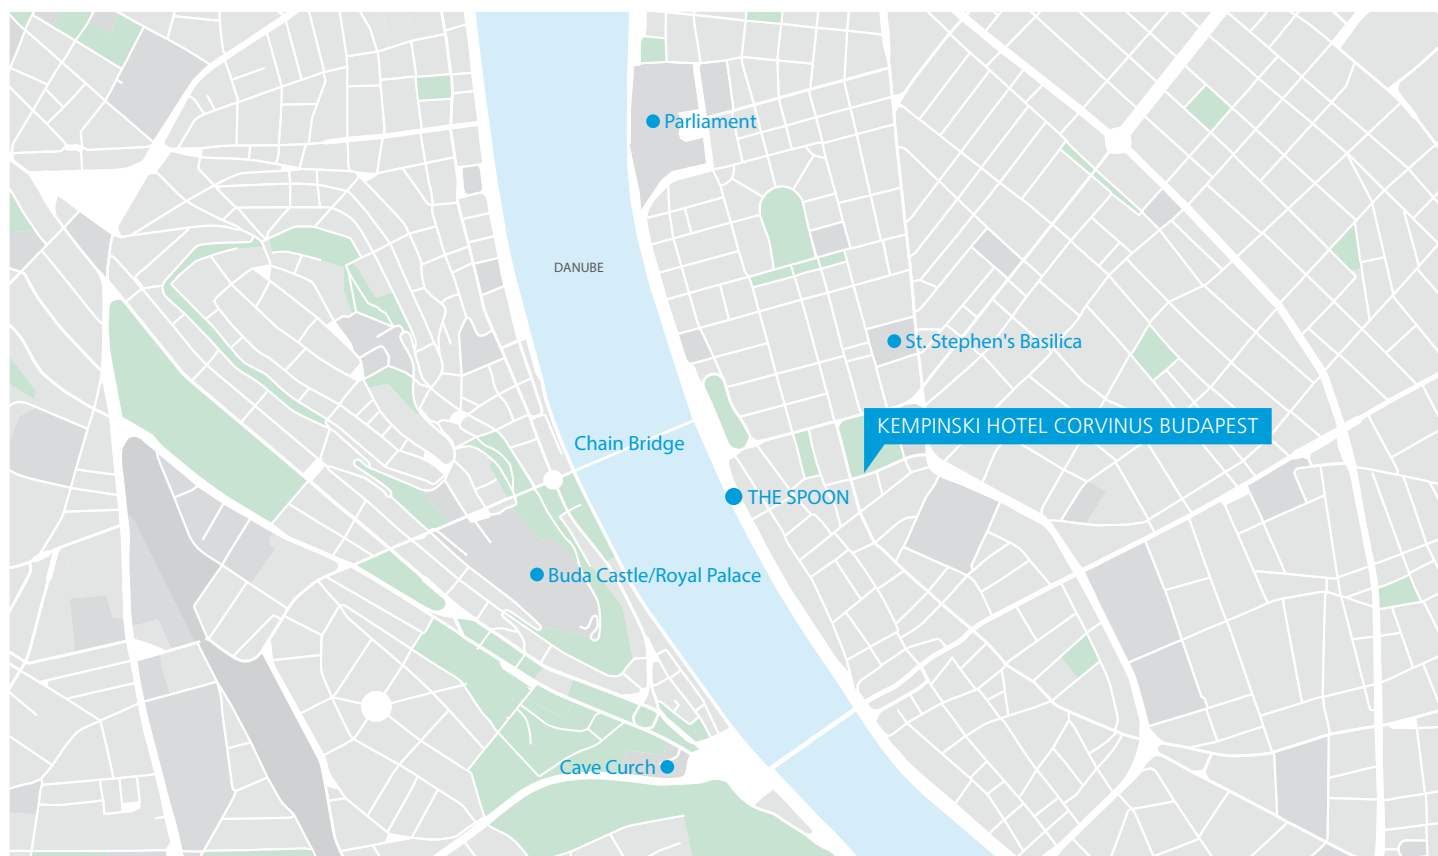 Parliament
DANUBE
St. Stephen's Basilica
KEMPINSKI HOTEL CORVINUS BUDAPEST
Chain Bridge
THE SPOON
Buda Castle/Royal Palace
Cave Curch